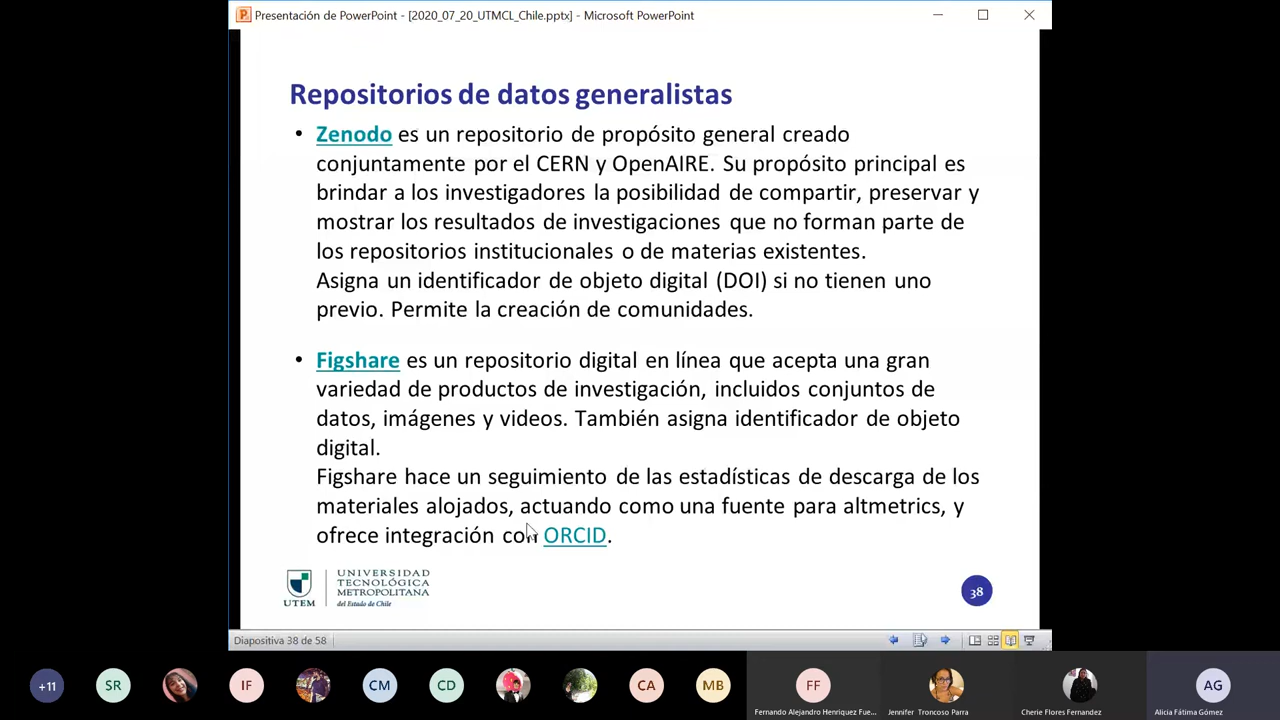 Presentación de PowerPoint - [2020_07_20_UTMCL_Chile.pptx] - Microsoft PowerPoint
Repositorios de datos generalistas
• Zenodo es un repositorio de propósito general creado
conjuntamente por el CERN y OpenAIRE. Su propósito principal es
brindar a los investigadores la posibilidad de compartir, preservar y
mostrar los resultados de investigaciones que no forman parte de
los repositorios institucionales o de materias existentes.
Asigna un identificador de objeto digital (DOI) si no tienen uno
previo. Permite la creación de comunidades.
• Figshare es un repositorio digital en línea que acepta una gran
variedad de productos de investigación, incluidos conjuntos de
datos, imágenes y videos. También asigna identificador de objeto
digital.
Figshare hace un seguimiento de las estadísticas de descarga de los
materiales alojados, actuando como una fuente para altmetrics, y
ofrece integración con ORCID.
UTEM
UNIVERSIDAD
TECNOLÓGICA
METROPOLITANA
del Estado de Chile
38
Diapositiva 38 de 58
+11 SR IF CM CD CA MB FF AG
Fernando Alejandro Henriquez Fue... Jennifer Troncoso Parra Cherie Flores Fernandez Alicia Fátima Gómez